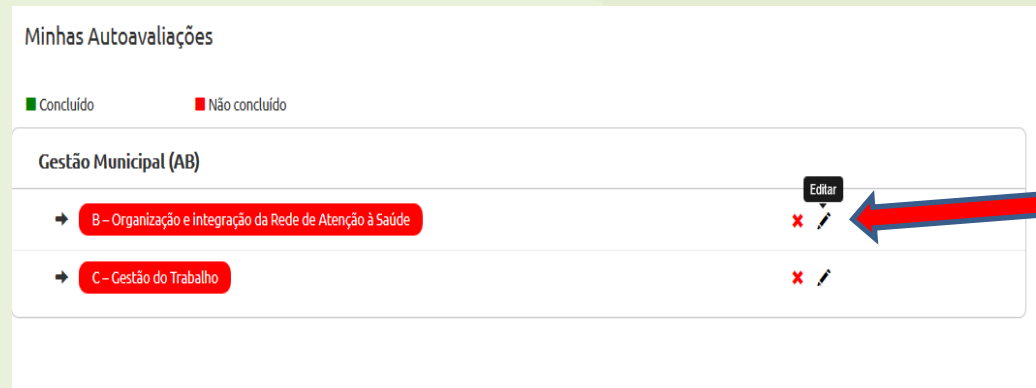 Minhas Autoavaliações
Concluído Não concluído
Gestão Municipal (AB)
Editar
B – Organização e integração da Rede de Atenção à Saúde
C – Gestão do Trabalho